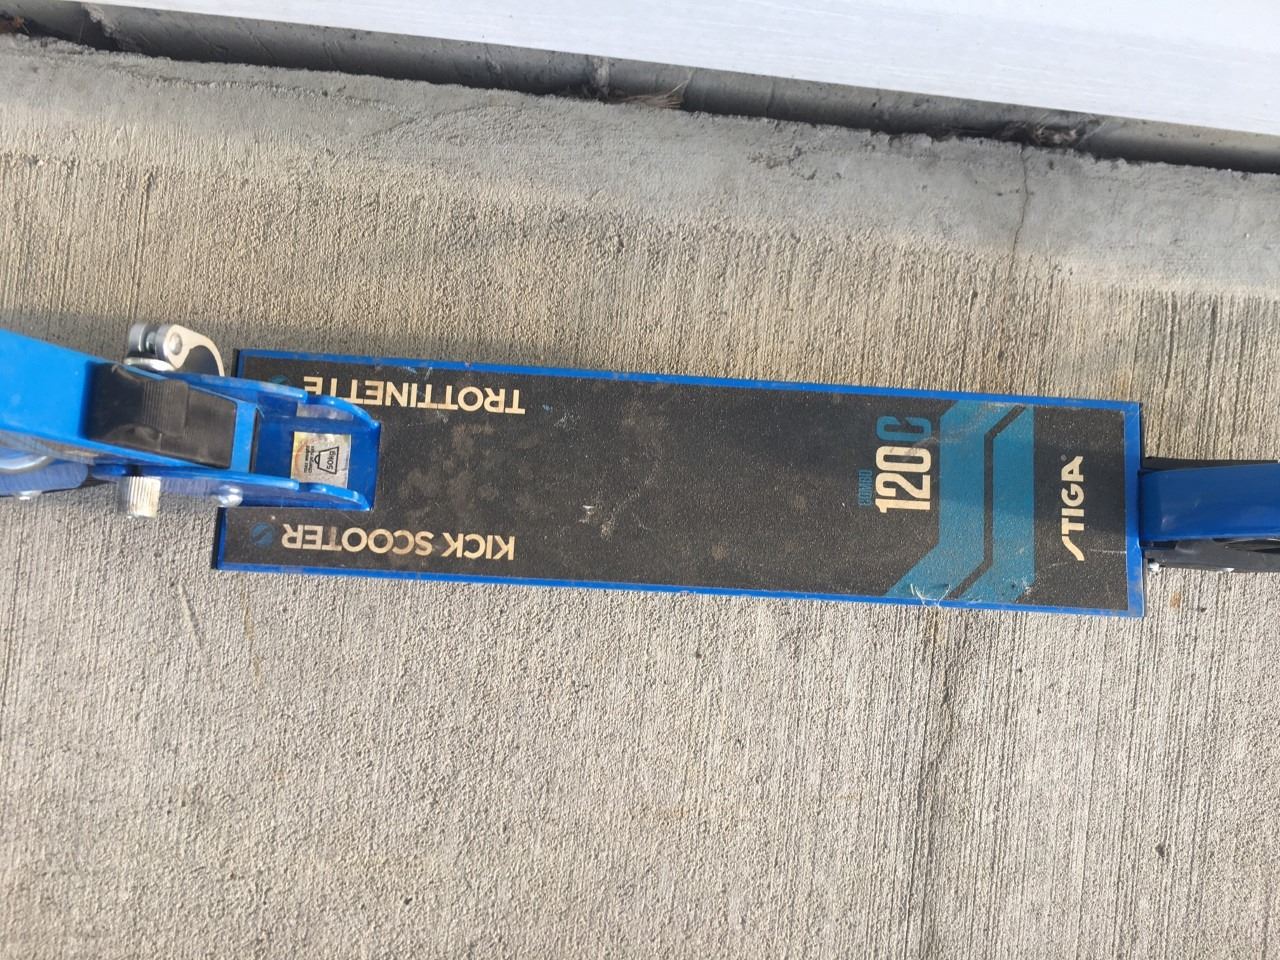 TROTTINETTE
KICK SCOOTER
50kg
COMBO
120 C
STIGA